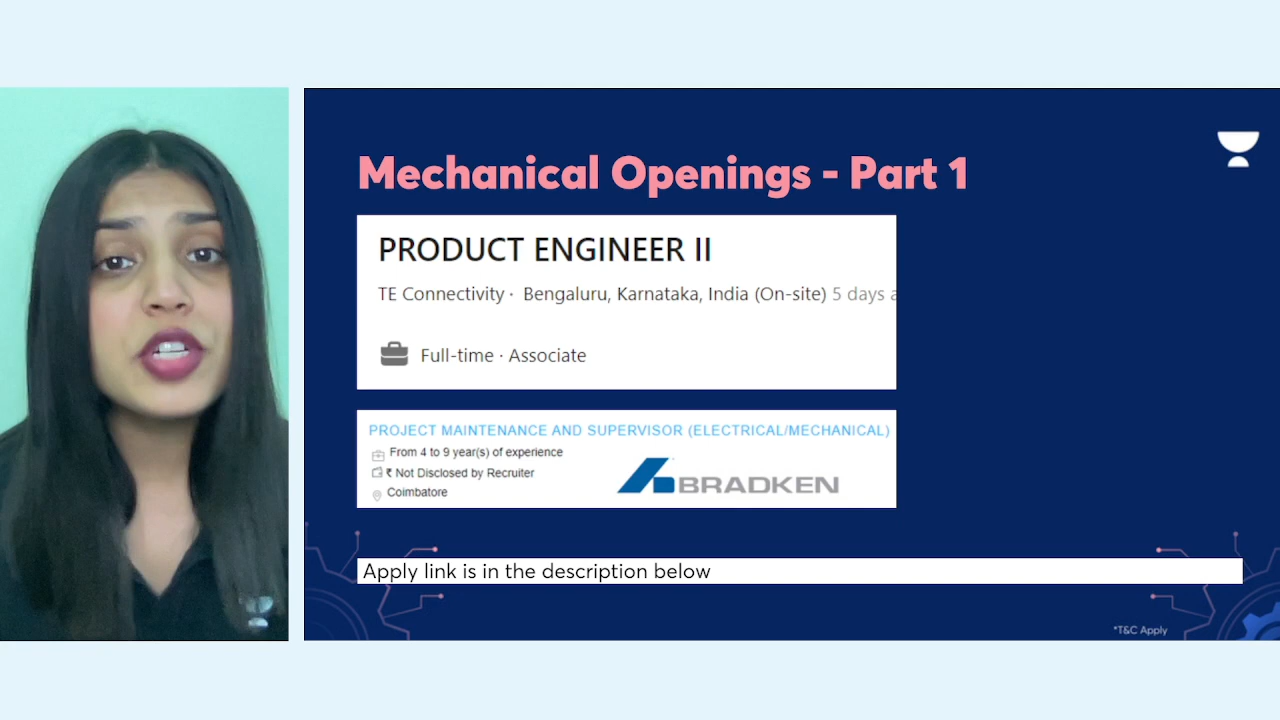 Mechanical Openings - Part 1
PRODUCT ENGINEER II
TE Connectivity · Bengaluru, Karnataka, India (On-site) 5 days a
Full-time · Associate
PROJECT MAINTENANCE AND SUPERVISOR (ELECTRICAL/MECHANICAL)
From 4 to 9 year(s) of experience
₹ Not Disclosed by Recruiter
Coimbatore
BRADKEN
Apply link is in the description below
*T&C Apply